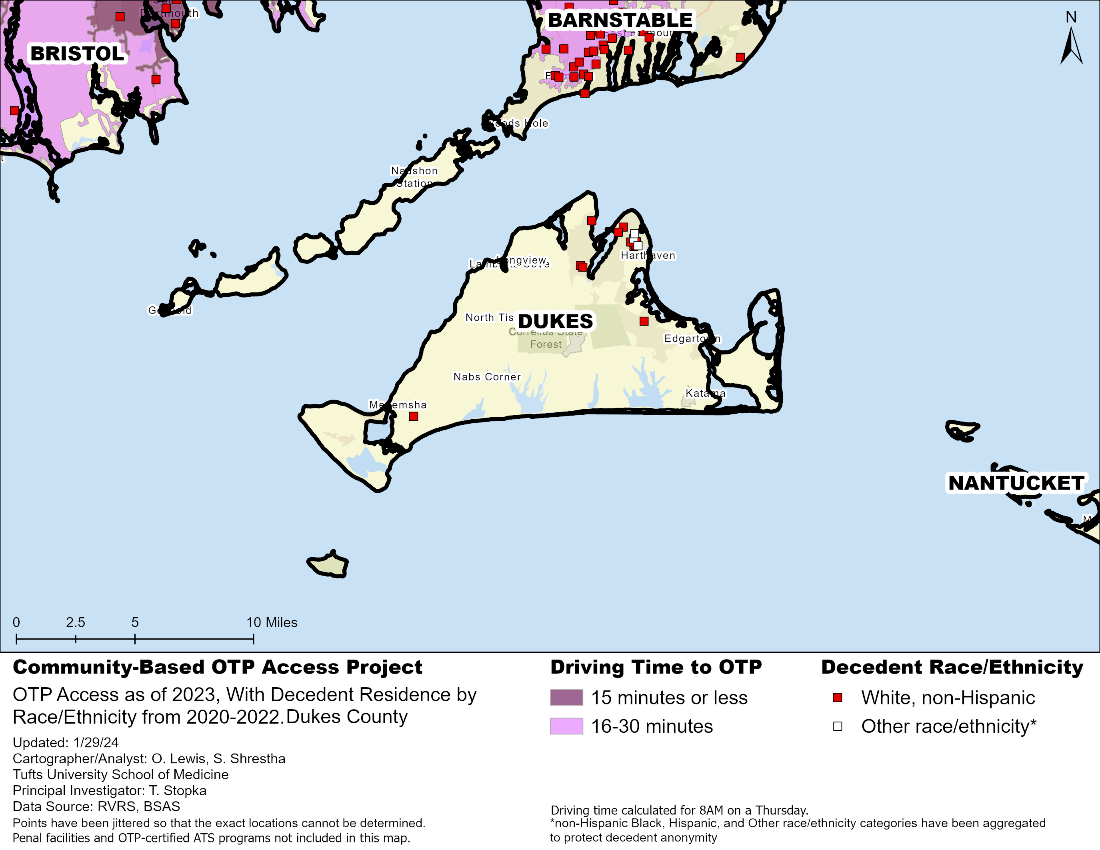 N
BARNSTABLE
BRISTOL
Hole
Station
Longview
Harthaven
North Tis
DUKES
Forest
Edgartown
Nabs Corner
Katama
Menemsha
NANTUCKET
0 2.5 5 10 Miles
Community-Based OTP Access Project
OTP Access as of 2023, With Decedent Residence by
Race/Ethnicity from 2020-2022.Dukes County
Updated: 1/29/24
Cartographer/Analyst: O. Lewis, S. Shrestha
Tufts University School of Medicine
Principal Investigator: T. Stopka
Data Source: RVRS, BSAS
Points have been jittered so that the exact locations cannot be determined.
Penal facilities and OTP-certified ATS programs not included in this map.
Driving Time to OTP
15 minutes or less
16-30 minutes
Decedent Race/Ethnicity
White, non-Hispanic
Other race/ethnicity*
Driving time calculated for 8AM on a Thursday.
*non-Hispanic Black, Hispanic, and Other race/ethnicity categories have been aggregated
to protect decedent anonymity